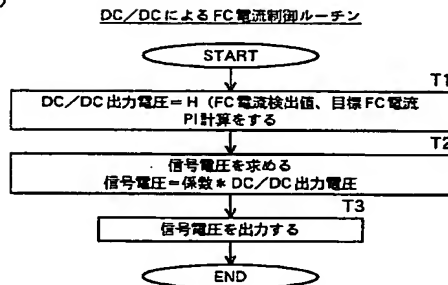 DC/DCによるFC電流制御ルーチン
START
T1
DC/DC出力電圧=H(FC電流検出値、目標FC電流
PI計算をする
T2
信号電圧を求める
信号電圧=係数*DC/DC出力電圧
T3
信号電圧を出力する
END